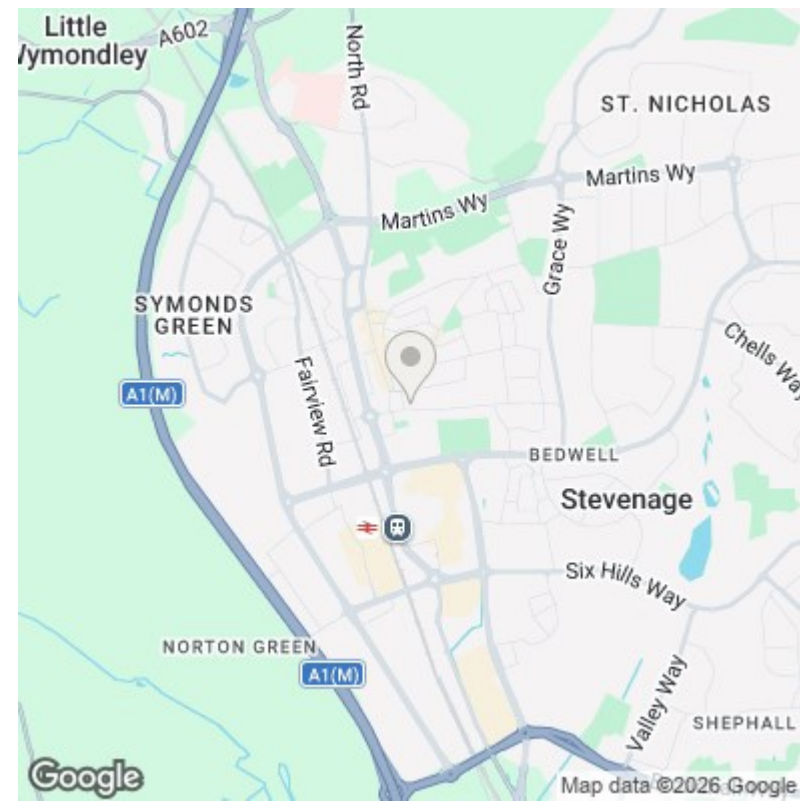 Little
Wymondley
A602
North Rd
ST. NICHOLAS
Martins Wy
Martins Wy
Grace Wy
SYMONDS
GREEN
Chells Way
A1(M)
Fairview Rd
BEDWELL
Stevenage
Six Hills Way
NORTON GREEN
A1(M)
Valley Way
SHEPHALL
Google
Map data ©2026 Google